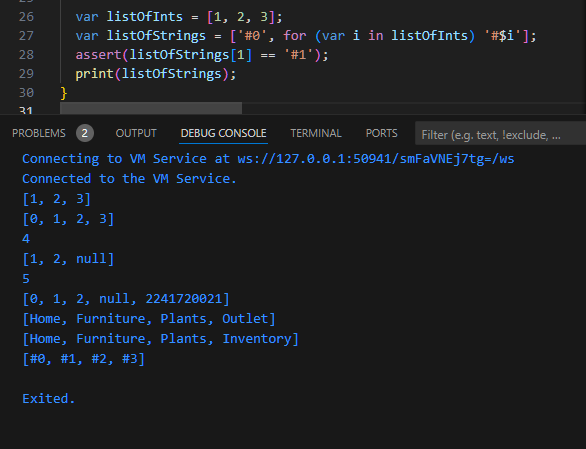 26 var listOfInts = [1, 2, 3];
27 var listOfStrings = ['#0', for (var i in listOfInts) '#$i'];
28 assert(listOfStrings[1] == '#1');
29 print(listOfStrings);
30 }
31
PROBLEMS 2 OUTPUT DEBUG CONSOLE TERMINAL PORTS Filter (e.g. text, !exclude, ...
Connecting to VM Service at ws://127.0.0.1:50941/smFaVNEj7tg=/ws
Connected to the VM Service.
[1, 2, 3]
[0, 1, 2, 3]
4
[1, 2, null]
5
[0, 1, 2, null, 2241720021]
[Home, Furniture, Plants, Outlet]
[Home, Furniture, Plants, Inventory]
[#0, #1, #2, #3]
Exited.